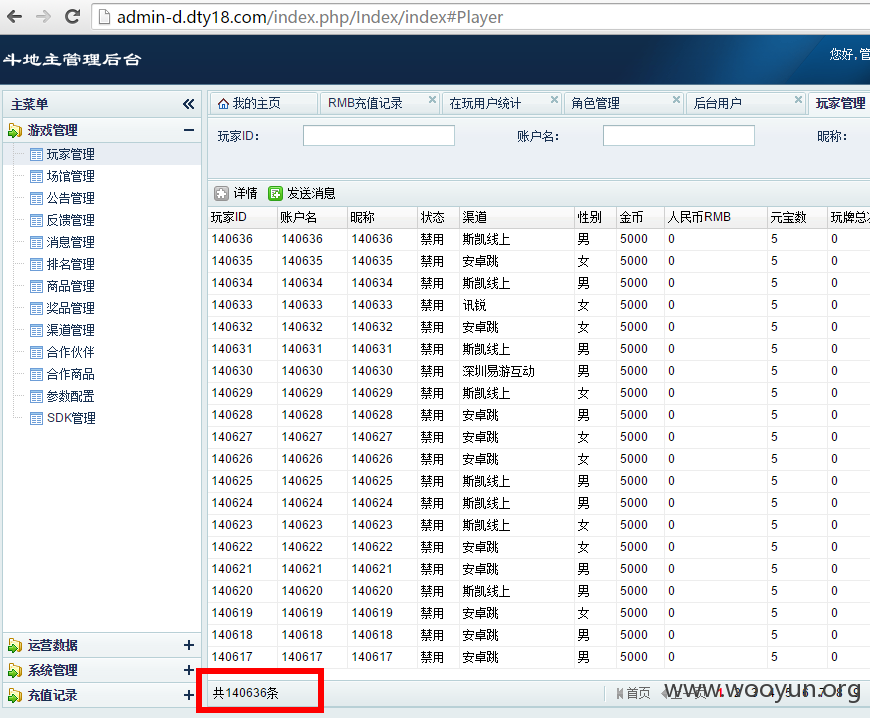 admin-d.dty18.com/index.php/Index/index#Player
斗地主管理后台
您好,管
主菜单
我的主页 RMB充值记录 在玩用户统计 角色管理 后台用户 玩家管理
游戏管理
玩家管理
场馆管理
公告管理
反馈管理
消息管理
排名管理
商品管理
奖品管理
渠道管理
合作伙伴
合作商品
参数配置
SDK管理
运营数据
系统管理
充值记录
玩家ID: 账户名: 昵称:
详情 发送消息
玩家ID 账户名 昵称 状态 渠道 性别 金币 人民币RMB 元宝数 玩牌总
140636 140636 140636 禁用 斯凯线上 男 5000 0 5 0
140635 140635 140635 禁用 安卓跳 女 5000 0 5 0
140634 140634 140634 禁用 斯凯线上 男 5000 0 5 0
140633 140633 140633 禁用 讯锐 女 5000 0 5 0
140632 140632 140632 禁用 安卓跳 女 5000 0 5 0
140631 140631 140631 禁用 斯凯线上 男 5000 0 5 0
140630 140630 140630 禁用 深圳易游互动 男 5000 0 5 0
140629 140629 140629 禁用 斯凯线上 女 5000 0 5 0
140628 140628 140628 禁用 安卓跳 男 5000 0 5 0
140627 140627 140627 禁用 安卓跳 女 5000 0 5 0
140626 140626 140626 禁用 安卓跳 女 5000 0 5 0
140625 140625 140625 禁用 斯凯线上 男 5000 0 5 0
140624 140624 140624 禁用 斯凯线上 男 5000 0 5 0
140623 140623 140623 禁用 斯凯线上 女 5000 0 5 0
140622 140622 140622 禁用 安卓跳 女 5000 0 5 0
140621 140621 140621 禁用 安卓跳 男 5000 0 5 0
140620 140620 140620 禁用 斯凯线上 男 5000 0 5 0
140619 140619 140619 禁用 安卓跳 女 5000 0 5 0
140618 140618 140618 禁用 安卓跳 男 5000 0 5 0
140617 140617 140617 禁用 安卓跳 男 5000 0 5 0
共140636条 首页 上一页 1 2 3 4 5 6 7 8 9
www.wooyun.org